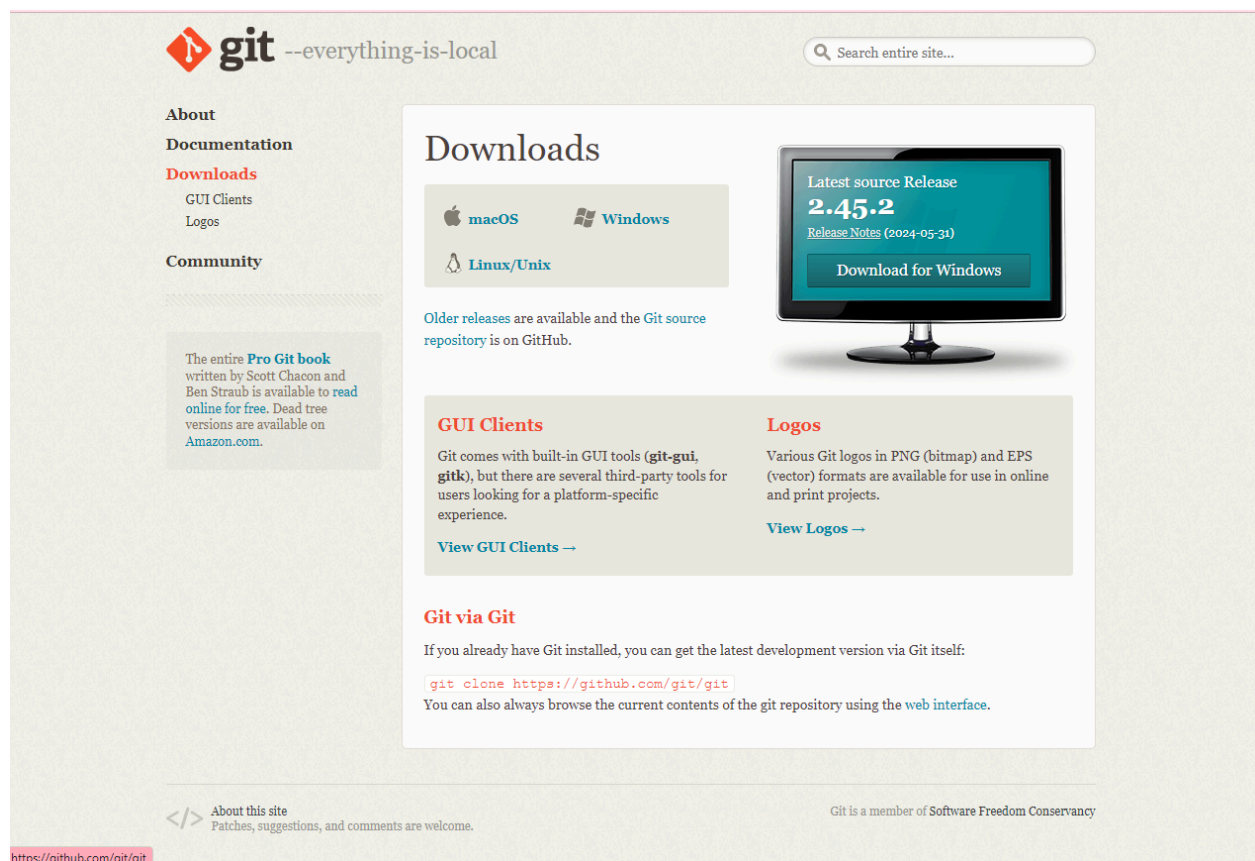 git --everything-is-local
Search entire site...
About
Documentation
Downloads
GUI Clients
Logos
Community
The entire Pro Git book
written by Scott Chacon and
Ben Straub is available to read
online for free. Dead tree
versions are available on
Amazon.com.
Downloads
macOS
Windows
Linux/Unix
Older releases are available and the Git source
repository is on GitHub.
Latest source Release
2.45.2
Release Notes (2024-05-31)
Download for Windows
GUI Clients
Git comes with built-in GUI tools (git-gui,
gitk), but there are several third-party tools for
users looking for a platform-specific
experience.
View GUI Clients →
Logos
Various Git logos in PNG (bitmap) and EPS
(vector) formats are available for use in online
and print projects.
View Logos →
Git via Git
If you already have Git installed, you can get the latest development version via Git itself:
git clone https://github.com/git/git
You can also always browse the current contents of the git repository using the web interface.
</> About this site
Patches, suggestions, and comments are welcome.
Git is a member of Software Freedom Conservancy
https://github.com/git/git